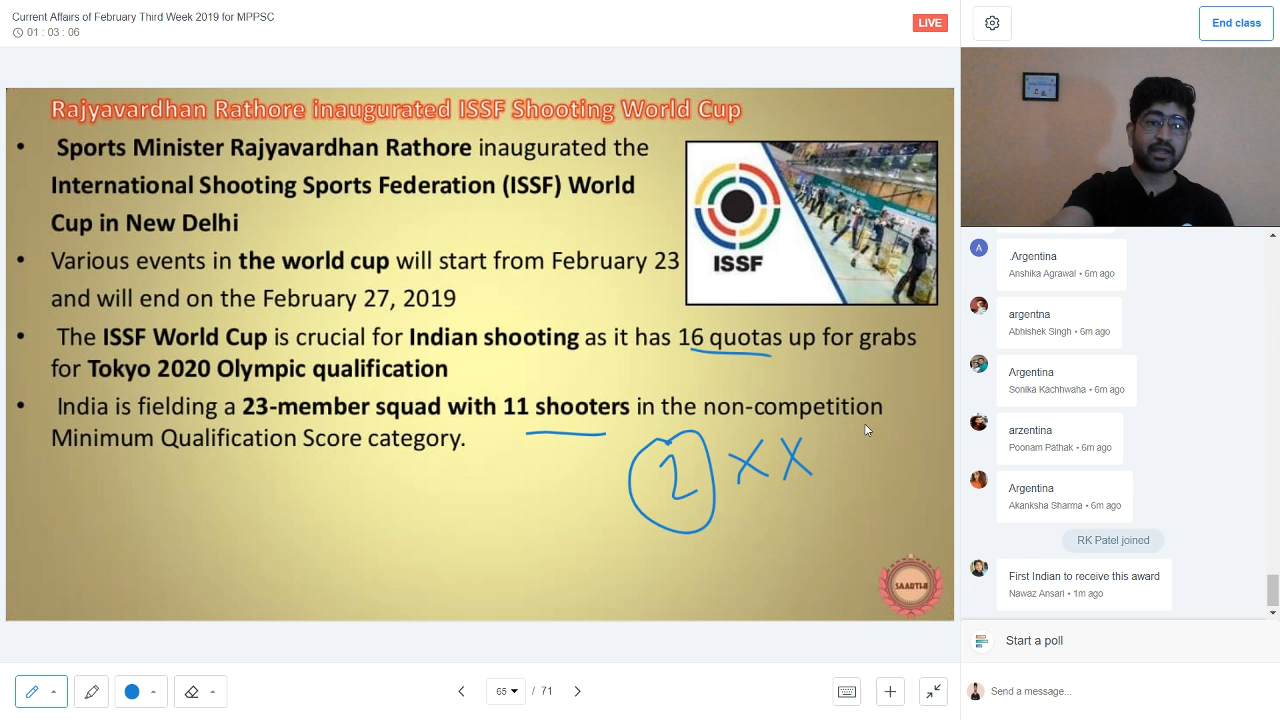 Current Affairs of February Third Week 2019 for MPPSC
01 : 03 : 06
LIVE
End class
Rajyavardhan Rathore inaugurated ISSF Shooting World Cup
• Sports Minister Rajyavardhan Rathore inaugurated the
International Shooting Sports Federation (ISSF) World
Cup in New Delhi
• Various events in the world cup will start from February 23
and will end on the February 27, 2019
• The ISSF World Cup is crucial for Indian shooting as it has 16 quotas up for grabs
for Tokyo 2020 Olympic qualification
• India is fielding a 23-member squad with 11 shooters in the non-competition
Minimum Qualification Score category.
ISSF
2 X X
SAARTHI
A
.Argentina
Anshika Agrawal • 6m ago
argentna
Abhishek Singh • 6m ago
Argentina
Sonika Kachhwaha • 6m ago
arzentina
Poonam Pathak • 6m ago
Argentina
Akanksha Sharma • 6m ago
RK Patel joined
First Indian to receive this award
Nawaz Ansari • 1m ago
Start a poll
Send a message...
65 / 71